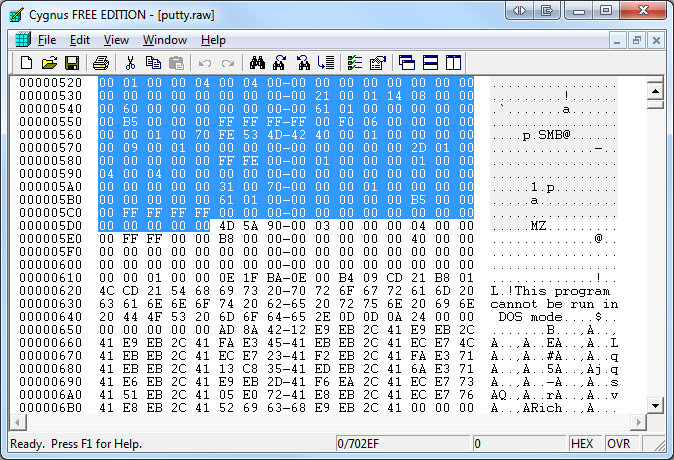 Cygnus FREE EDITION - [putty.raw]
File Edit View Window Help
00000520 00 01 00 00 04 00 04 00-00 00 00 00 00 00 00 00 ................
00000530 00 00 00 00 00 00 00-00 00 21 00 01 14 08 00 00 .........!......
00000540 00 60 00 00 00 00 00-00 00 61 01 00 00 00 00 00 .`.......a......
00000550 00 B5 00 00 00 FF FF FF-FF 00 F0 06 00 00 00 00 ................
00000560 00 00 01 00 70 FE 53 4D-42 40 00 01 00 00 00 00 ....p.SMB@......
00000570 00 09 00 01 00 00 00 00-00 00 00 00 00 2D 01 00 .............-..
00000580 00 00 00 00 00 FF FE 00-00 01 00 00 00 01 00 00 ................
00000590 04 00 04 00 00 00 00 00-00 00 00 00 00 00 00 00 ................
000005A0 00 00 00 00 00 31 00 70-00 00 00 01 00 00 00 00 .....1.p........
000005B0 00 00 00 00 00 61 01 00-00 00 00 00 00 B5 00 00 .....a..........
000005C0 00 FF FF FF FF 00 00 00-00 00 00 00 00 00 00 00 ................
000005D0 00 00 00 00 00 4D 5A 90-00 03 00 00 00 04 00 00 .....MZ.........
000005E0 00 FF FF 00 00 B8 00 00-00 00 00 00 00 40 00 00 .............@..
000005F0 00 00 00 00 00 00 00 00-00 00 00 00 00 00 00 00 ................
00000600 00 00 00 00 00 00 00 00-00 00 00 00 00 00 00 00 ................
00000610 00 01 00 00 0E 1F BA-0E 00 B4 09 CD 21 B8 01 .............!..
00000620 4C CD 21 54 68 69 73 20-70 72 6F 67 72 61 6D 20 L.!This program
00000630 63 61 6E 6E 6F 74 20 62-65 20 72 75 6E 20 69 6E cannot be run in
00000640 20 44 4F 53 20 6D 6F 64-65 2E 0D 0D 0A 24 00 00 DOS mode....$..
00000650 00 00 00 00 00 AD 8A 42-12 E9 EB 2C 41 E9 EB 2C .......B...,A..,
00000660 41 E9 EB 2C 41 FA E3 45-41 EB EB 2C 41 EC E7 4C A..,A..EA..,A..L
00000670 41 EB EB 2C 41 EC E7 23-41 F2 EB 2C 41 FA E3 71 A..,A..#A..,A..q
00000680 41 EB EB 2C 41 13 C8 35-41 ED EB 2C 41 6A E3 71 A..,A..5A..,Aj.q
00000690 41 E6 EB 2C 41 E9 EB 2D-41 F6 EA 2C 41 EC E7 73 A..,A..-A..,A..s
000006A0 41 51 EB 2C 41 05 E0 72-41 E8 EB 2C 41 EC E7 76 AQ.,A..rA..,A..v
000006B0 41 E8 EB 2C 41 52 69 63-68 E9 EB 2C 41 00 00 00 A..,ARich..,A...
Ready. Press F1 for Help. 0/702EF 0 HEX OVR